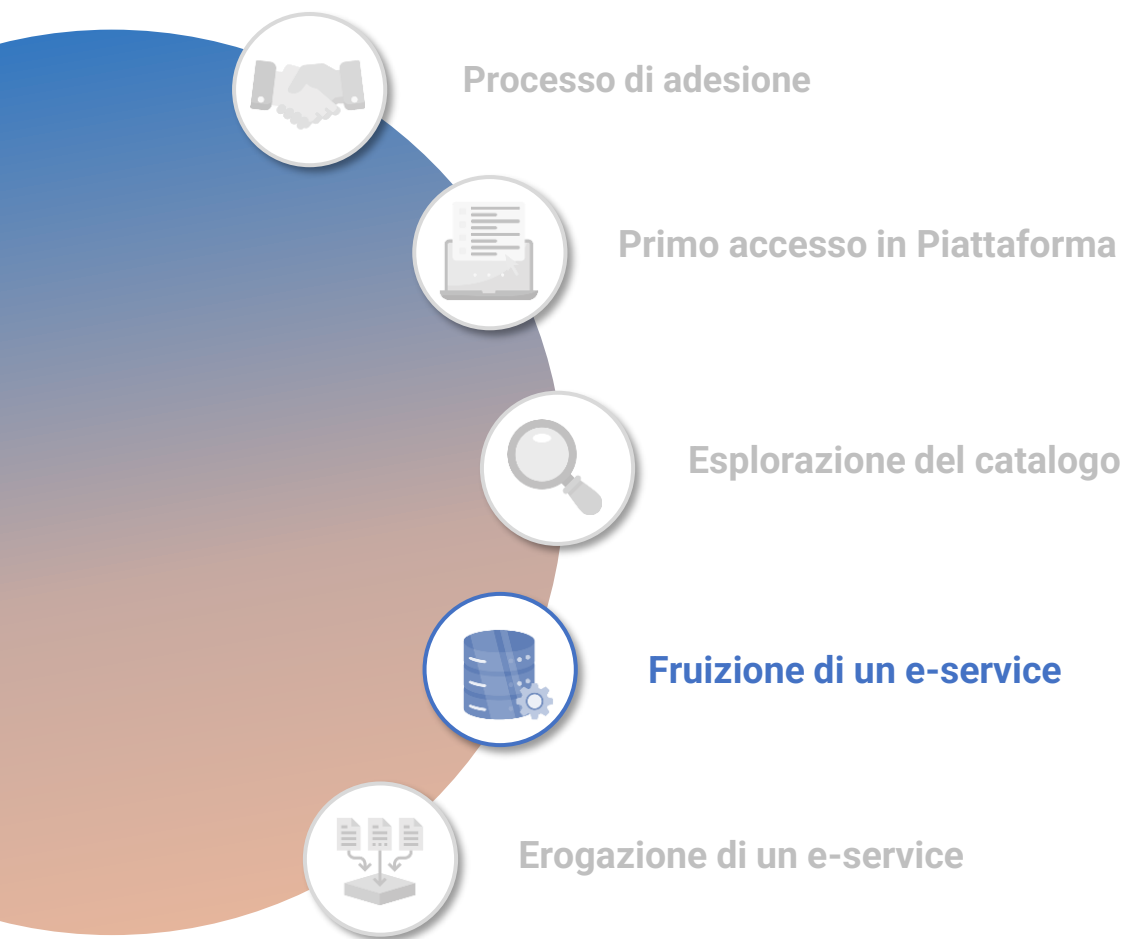 Processo di adesione
Primo accesso in Piattaforma
Esplorazione del catalogo
Fruizione di un e-service
Erogazione di un e-service